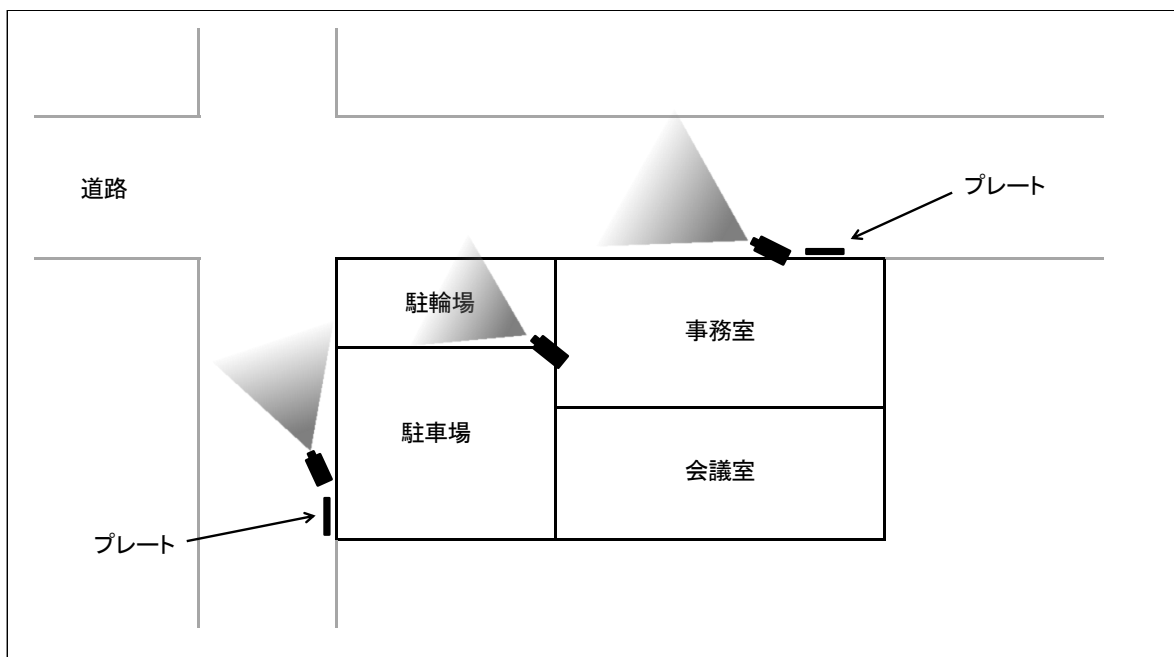 道路
プレート
駐輪場
事務室
駐車場
会議室
プレート